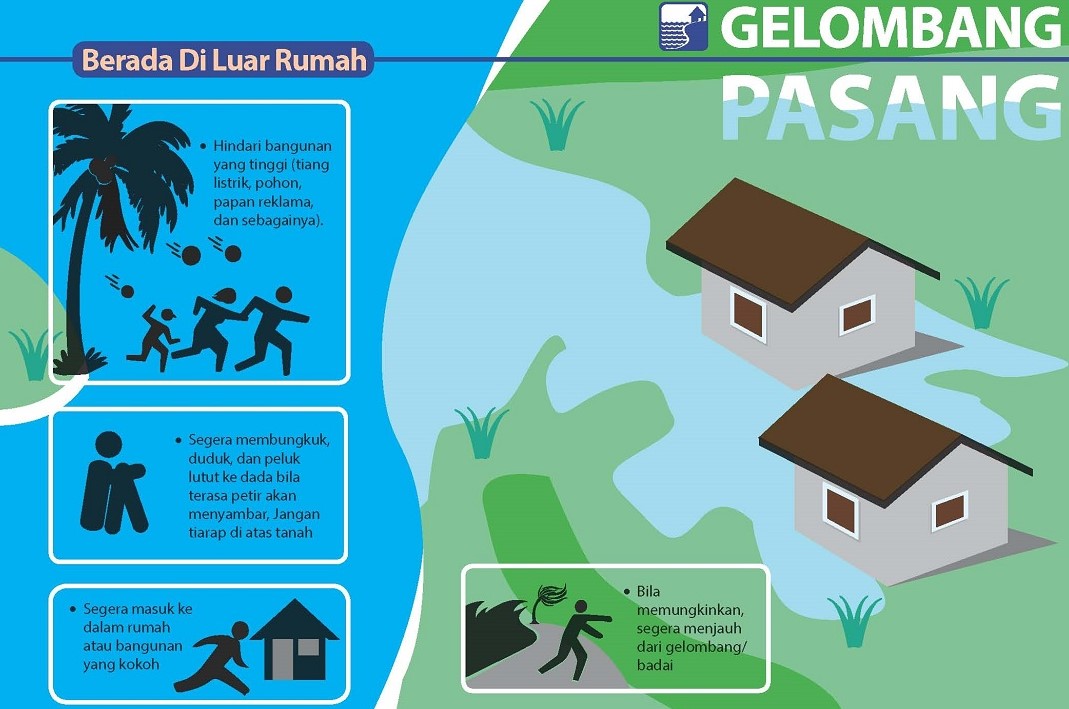 GELOMBANG
PASANG
Berada Di Luar Rumah
• Hindari bangunan
yang tinggi (tiang
listrik, pohon,
papan reklama,
dan sebagainya).
• Segera membungkuk,
duduk, dan peluk
lutut ke dada bila
terasa petir akan
menyambar, Jangan
tiarap di atas tanah
• Segera masuk ke
dalam rumah
atau bangunan
yang kokoh
• Bila
memungkinkan,
segera menjauh
dari gelombang/
badai